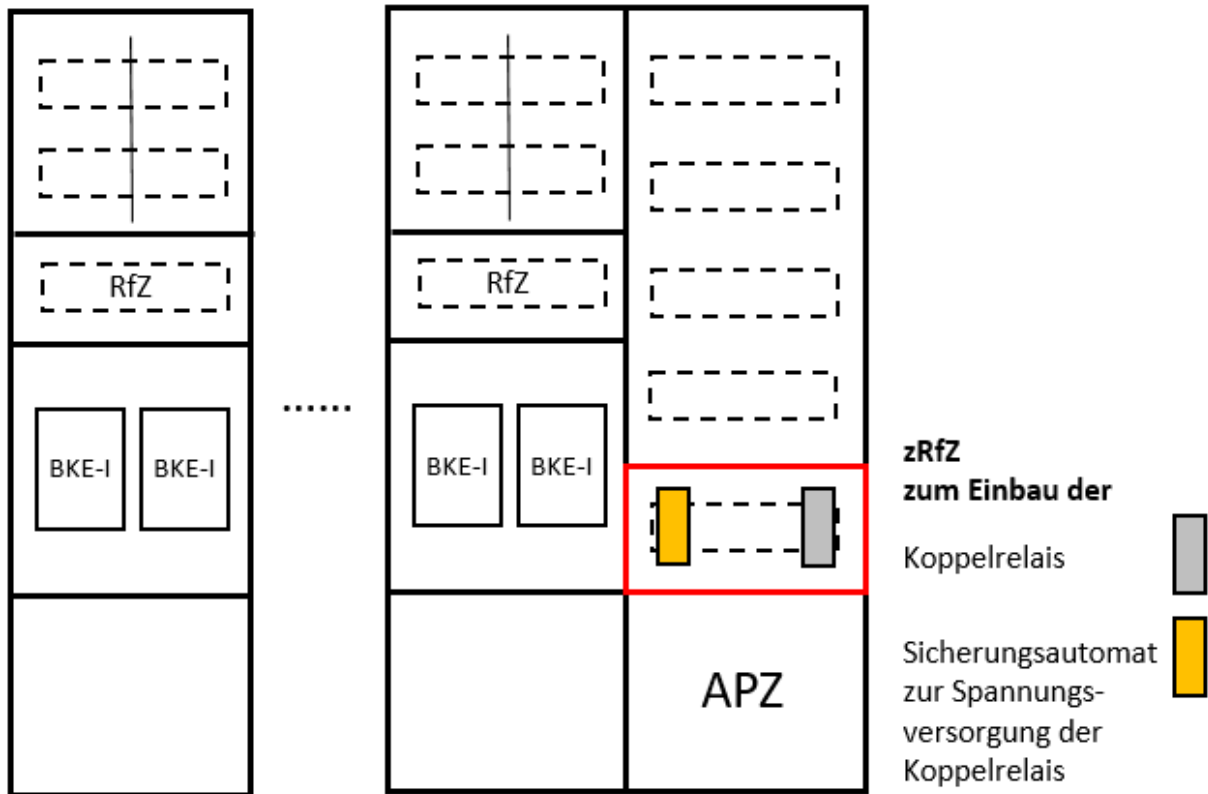 RfZ
RfZ
......
BKE-I BKE-I
BKE-I BKE-I
APZ
zRfZ
zum Einbau der
Koppelrelais
Sicherungsautomat
zur Spannungs-
versorgung der
Koppelrelais